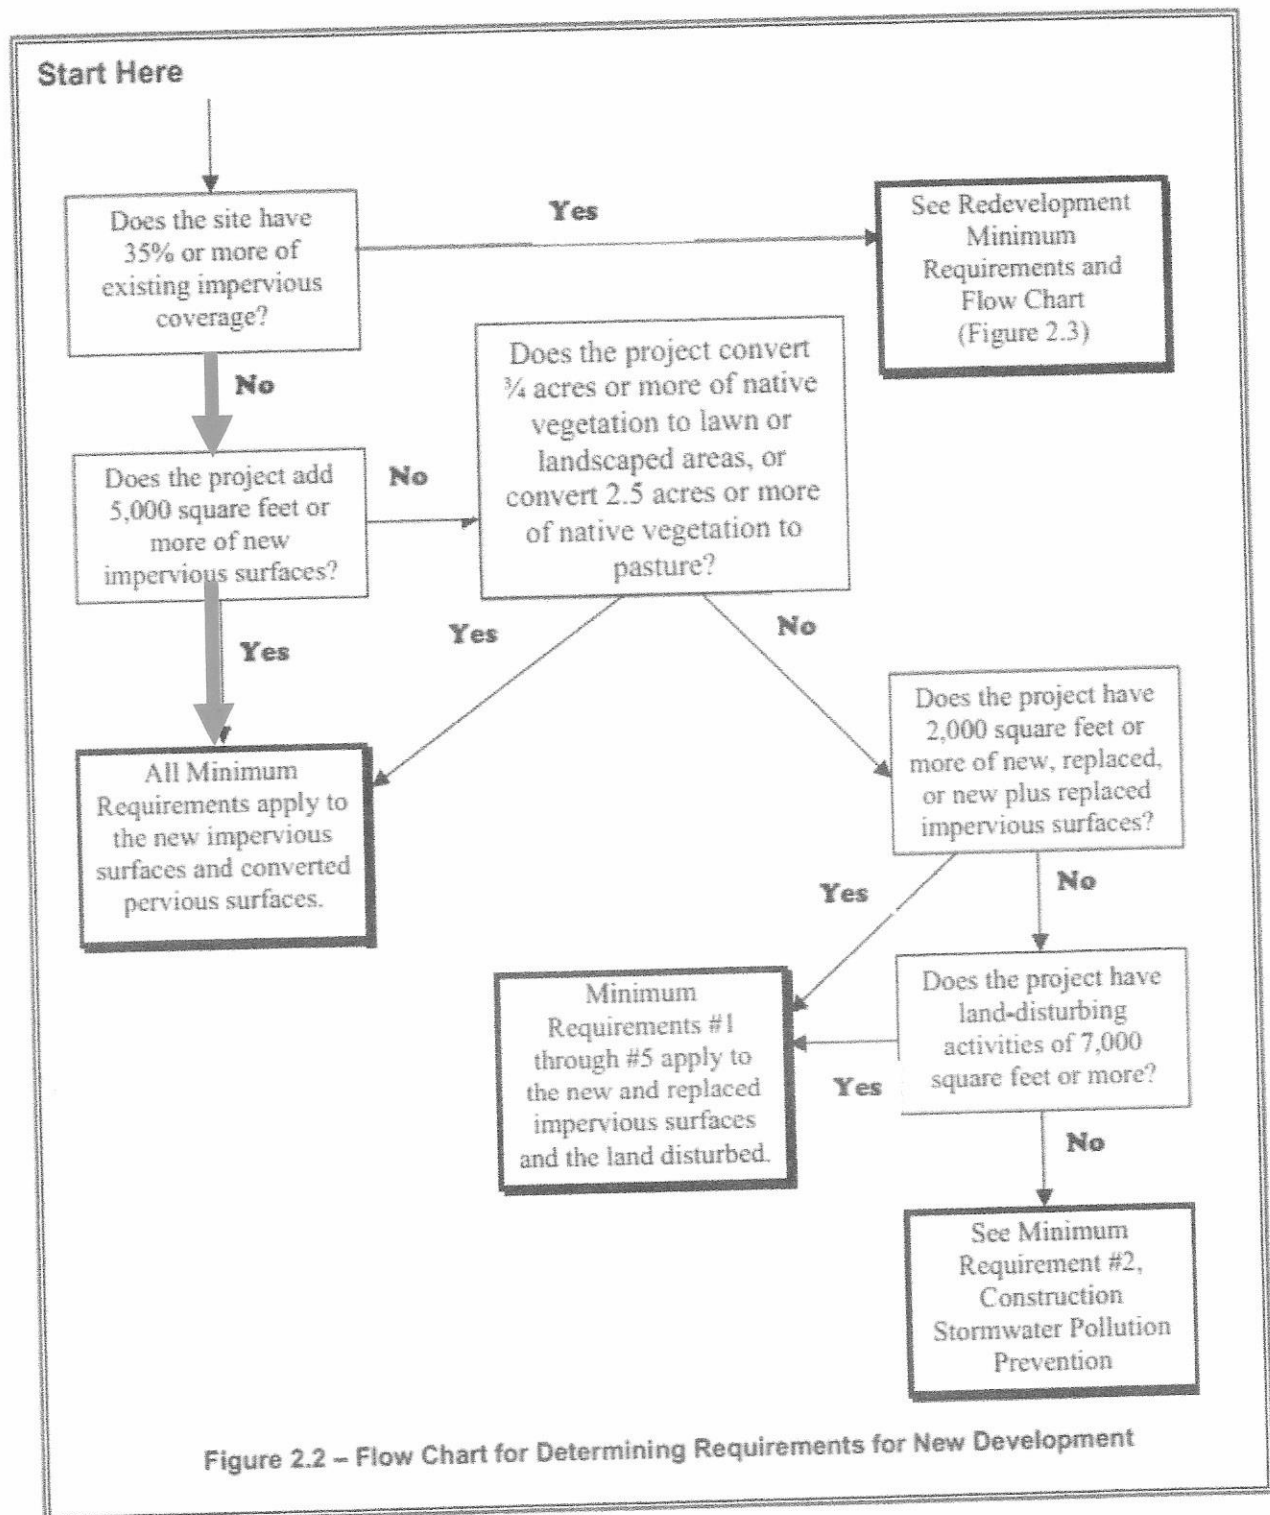 Start Here
Does the site have
35% or more of
existing impervious
coverage?
Yes
See Redevelopment
Minimum
Requirements and
Flow Chart
(Figure 2.3)
No
Does the project convert
¾ acres or more of native
vegetation to lawn or
landscaped areas, or
convert 2.5 acres or more
of native vegetation to
pasture?
Does the project add
5,000 square feet or
more of new
impervious surfaces?
No
Yes
Yes
No
Does the project have
2,000 square feet or
more of new, replaced,
or new plus replaced
impervious surfaces?
All Minimum
Requirements apply to
the new impervious
surfaces and converted
pervious surfaces.
Yes
No
Minimum
Requirements #1
through #5 apply to
the new and replaced
impervious surfaces
and the land disturbed.
Does the project have
land-disturbing
activities of 7,000
square feet or more?
Yes
No
See Minimum
Requirement #2,
Construction
Stormwater Pollution
Prevention
Figure 2.2 – Flow Chart for Determining Requirements for New Development